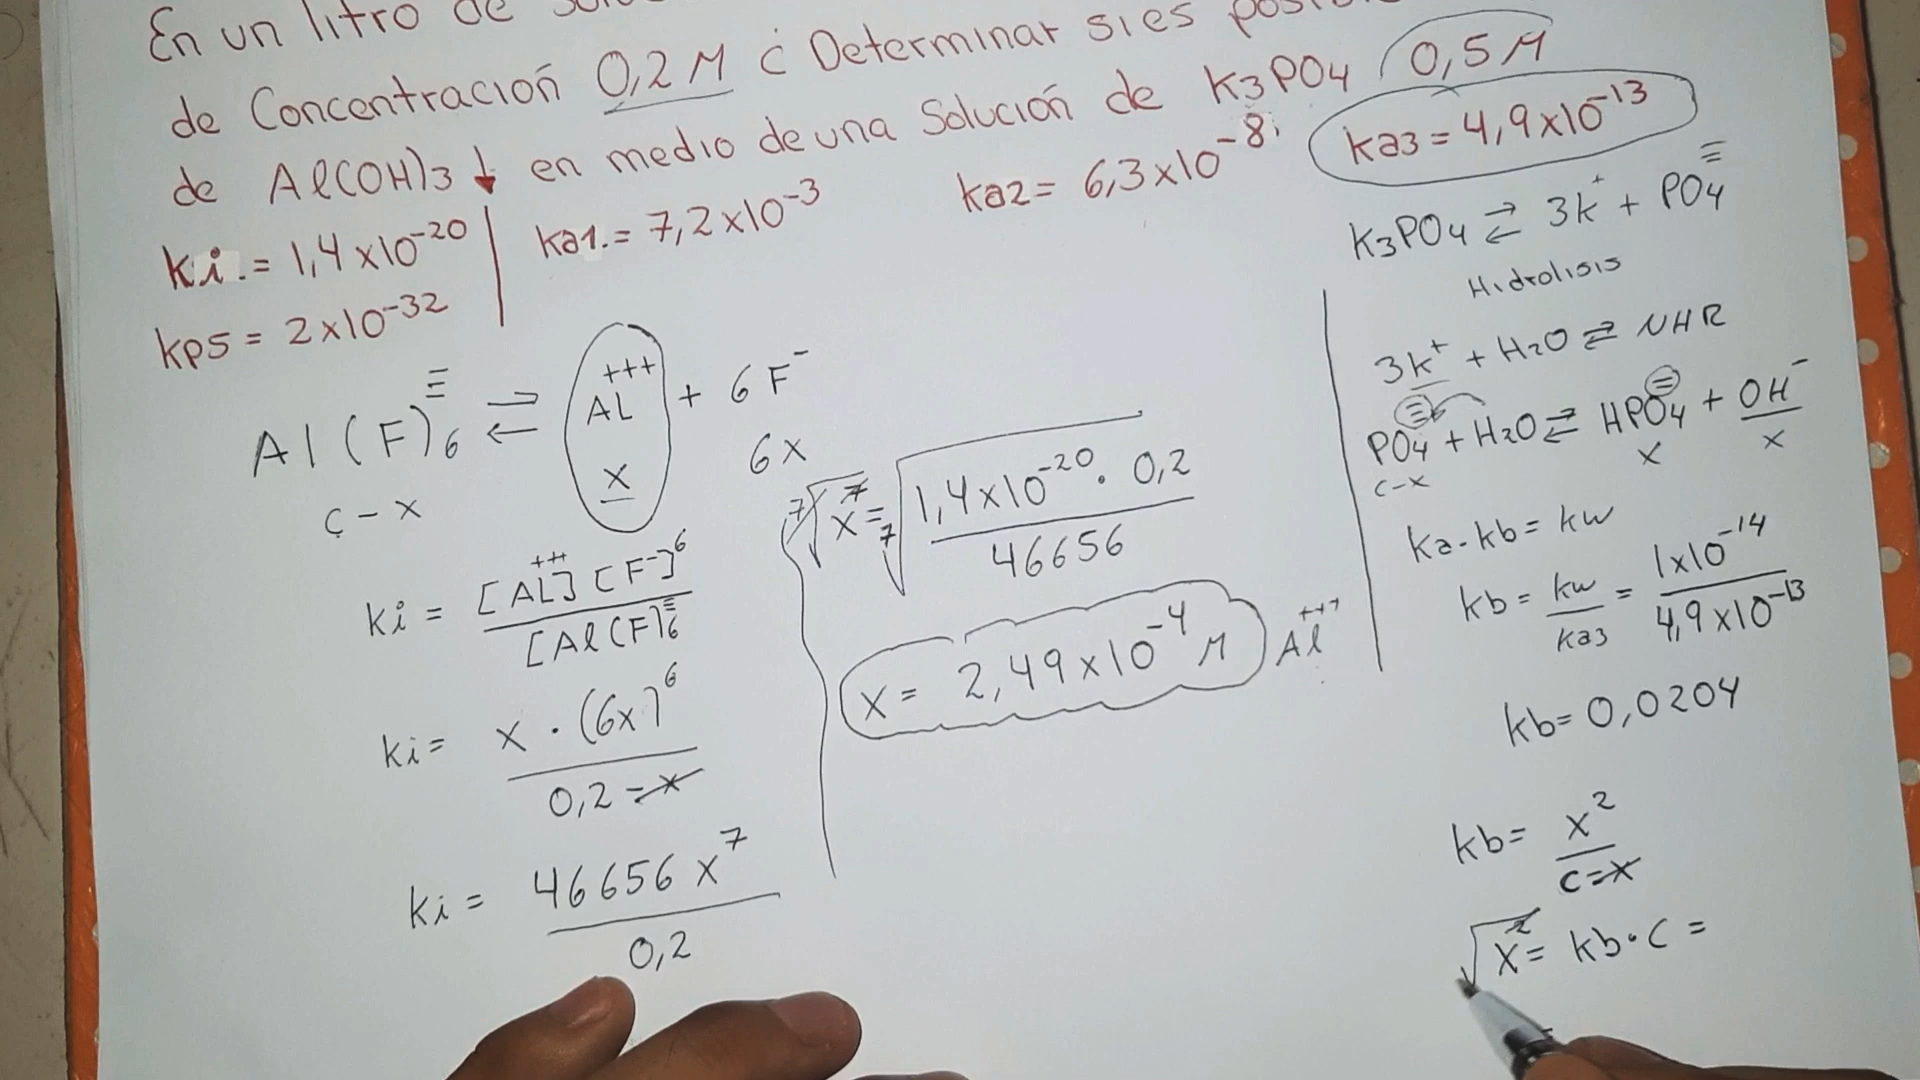 En un litro de
de Concentración 0,2 M ¿ Determinar si es
de Al(OH)3 ↓ en medio de una Solución de K3PO4 0,5 M
ki. = 1,4x10^-20
ka1. = 7,2x10^-3
ka2 = 6,3x10^-8
ka3 = 4,9x10^-13
kps = 2x10^-32
Al(F)6≡ ⇌ AL+++ + 6F-
c - x
x
6x
ki = [AL+++] [F-]^6 / [Al(F)6≡
ki = x · (6x)^6 / 0,2 - x
ki = 46656 x^7 / 0,2
7√x^7 = 7√1,4x10^-20 · 0,2 / 46656
x = 2,49x10^-4 M Al+++
K3PO4 ⇌ 3k+ + PO4≡
Hidrolisis
3k+ + H2O ⇌ NHR
PO4≡ + H2O ⇌ HPO4= + OH-
c-x
x
x
ka·kb = kw
kb = kw / ka3 = 1x10^-14 / 4,9x10^-13
kb = 0,0204
kb = x^2 / c-x
√x^2 = kb·c =